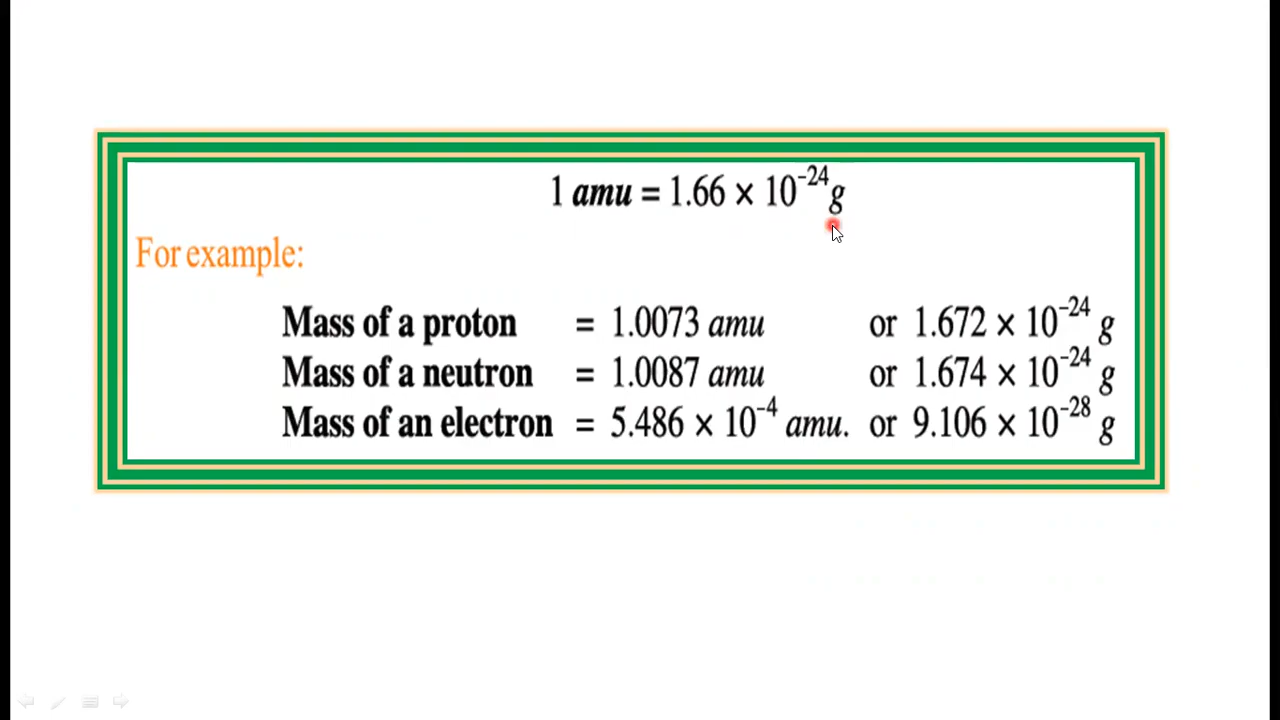 1 amu = 1.66 × 10⁻²⁴ g
For example:
Mass of a proton = 1.0073 amu or 1.672 × 10⁻²⁴ g
Mass of a neutron = 1.0087 amu or 1.674 × 10⁻²⁴ g
Mass of an electron = 5.486 × 10⁻⁴ amu. or 9.106 × 10⁻²⁸ g